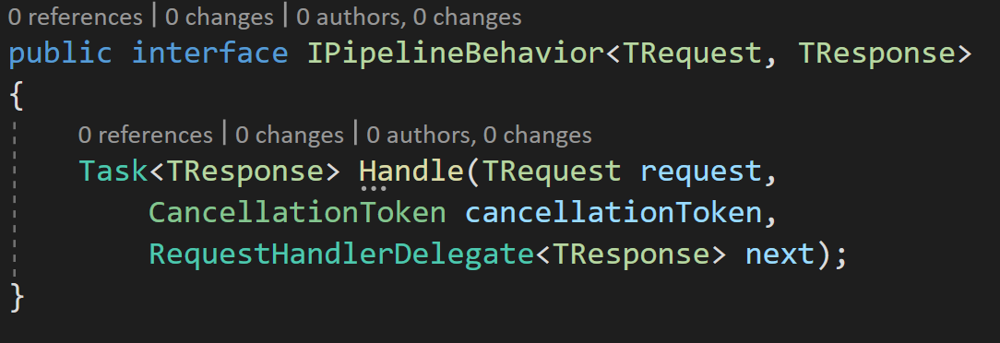 0 references | 0 changes | 0 authors, 0 changes
public interface IPipelineBehavior<TRequest, TResponse>
{
0 references | 0 changes | 0 authors, 0 changes
Task<TResponse> Handle(TRequest request,
CancellationToken cancellationToken,
RequestHandlerDelegate<TResponse> next);
}